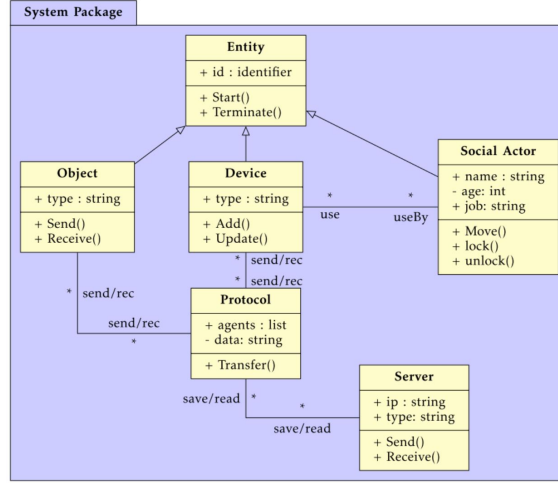 System Package
Entity
+ id : identifier
+ Start()
+ Terminate()
Object
+ type : string
+ Send()
+ Receive()
Device
+ type : string
+ Add()
+ Update()
Social Actor
+ name : string
- age: int
+ job: string
+ Move()
+ lock()
+ unlock()
* *
use useBy
* send/rec
* send/rec
* send/rec
send/rec
*
Protocol
+ agents : list
- data: string
+ Transfer()
save/read *
*
save/read
Server
+ ip : string
+ type: string
+ Send()
+ Receive()